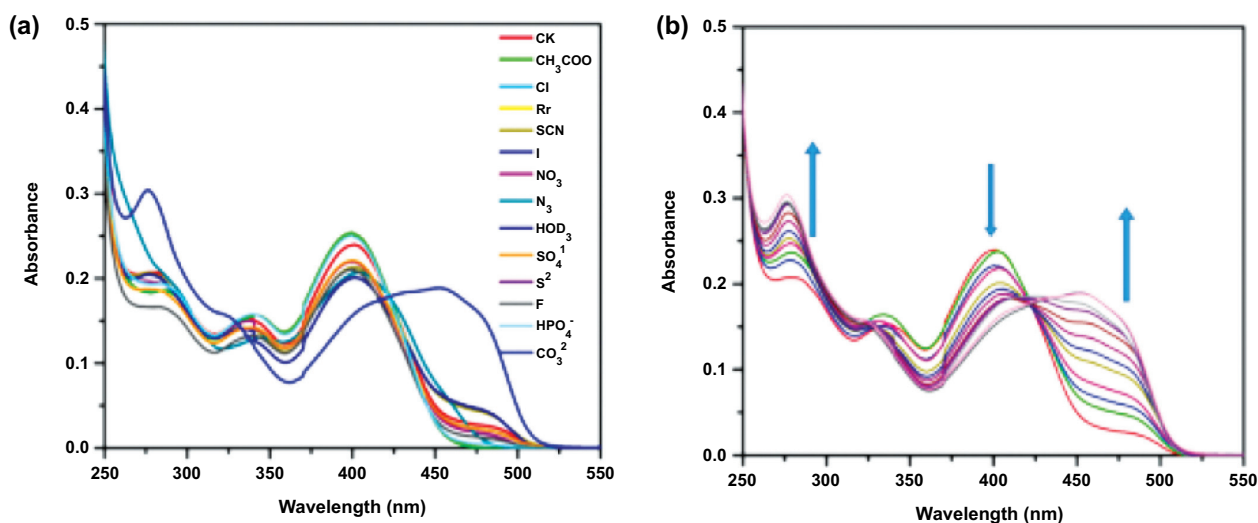 (a)
0.5
0.4
0.3
0.2
0.1
0.0
Absorbance
250 300 350 400 450 500 550
Wavelength (nm)
CK
CH₃COO
Cl
Rr
SCN
I
NO₃
N₃
HOD₃
SO₄¹
S²
F
HPO₄⁻
CO₃²
(b)
0.5
0.4
0.3
0.2
0.1
0.0
Absorbance
250 300 350 400 450 500 550
Wavelength (nm)